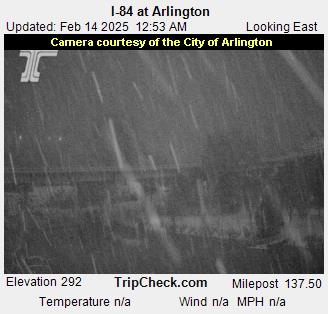 I-84 at Arlington
Updated: Feb 14 2025 12:53 AM Looking East
Camera courtesy of the City of Arlington
Elevation 292 TripCheck.com Milepost 137.50
Temperature n/a Wind n/a MPH n/a